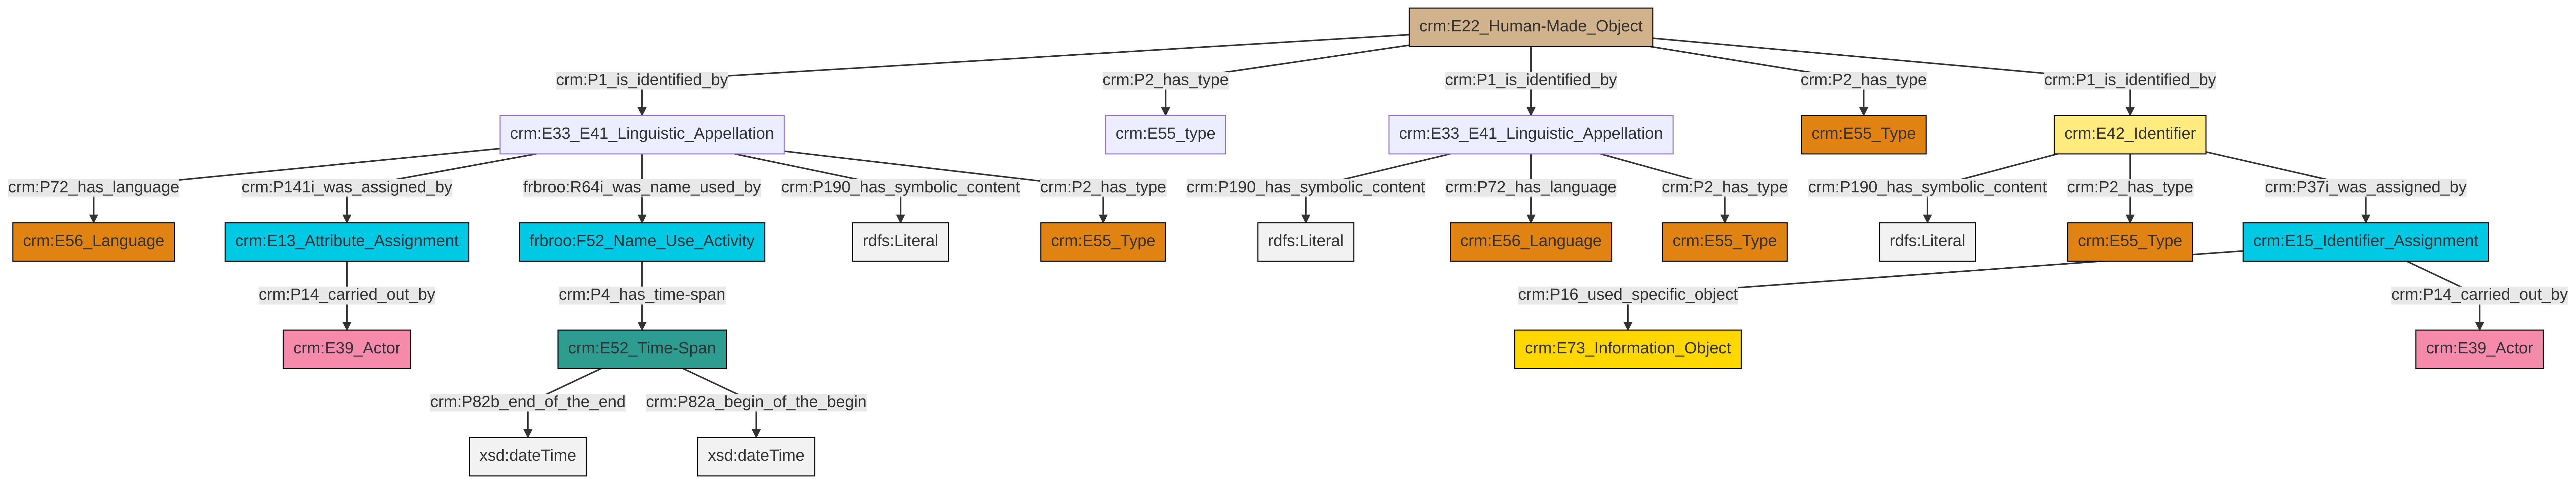 crm:E22_Human-Made_Object
crm:P1_is_identified_by
crm:P2_has_type
crm:P1_is_identified_by
crm:P2_has_type
crm:P1_is_identified_by
crm:E33_E41_Linguistic_Appellation
crm:E55_type
crm:E33_E41_Linguistic_Appellation
crm:E55_Type
crm:E42_Identifier
crm:P72_has_language
crm:P141i_was_assigned_by
frbroo:R64i_was_name_used_by
crm:P190_has_symbolic_content
crm:P2_has_type
crm:P190_has_symbolic_content
crm:P72_has_language
crm:P2_has_type
crm:P190_has_symbolic_content
crm:P2_has_type
crm:P37i_was_assigned_by
crm:E56_Language
crm:E13_Attribute_Assignment
frbroo:F52_Name_Use_Activity
rdfs:Literal
crm:E55_Type
rdfs:Literal
crm:E56_Language
crm:E55_Type
rdfs:Literal
crm:E55_Type
crm:E15_Identifier_Assignment
crm:P14_carried_out_by
crm:P4_has_time-span
crm:P16_used_specific_object
crm:P14_carried_out_by
crm:E39_Actor
crm:E52_Time-Span
crm:E73_Information_Object
crm:E39_Actor
crm:P82b_end_of_the_end
crm:P82a_begin_of_the_begin
xsd:dateTime
xsd:dateTime